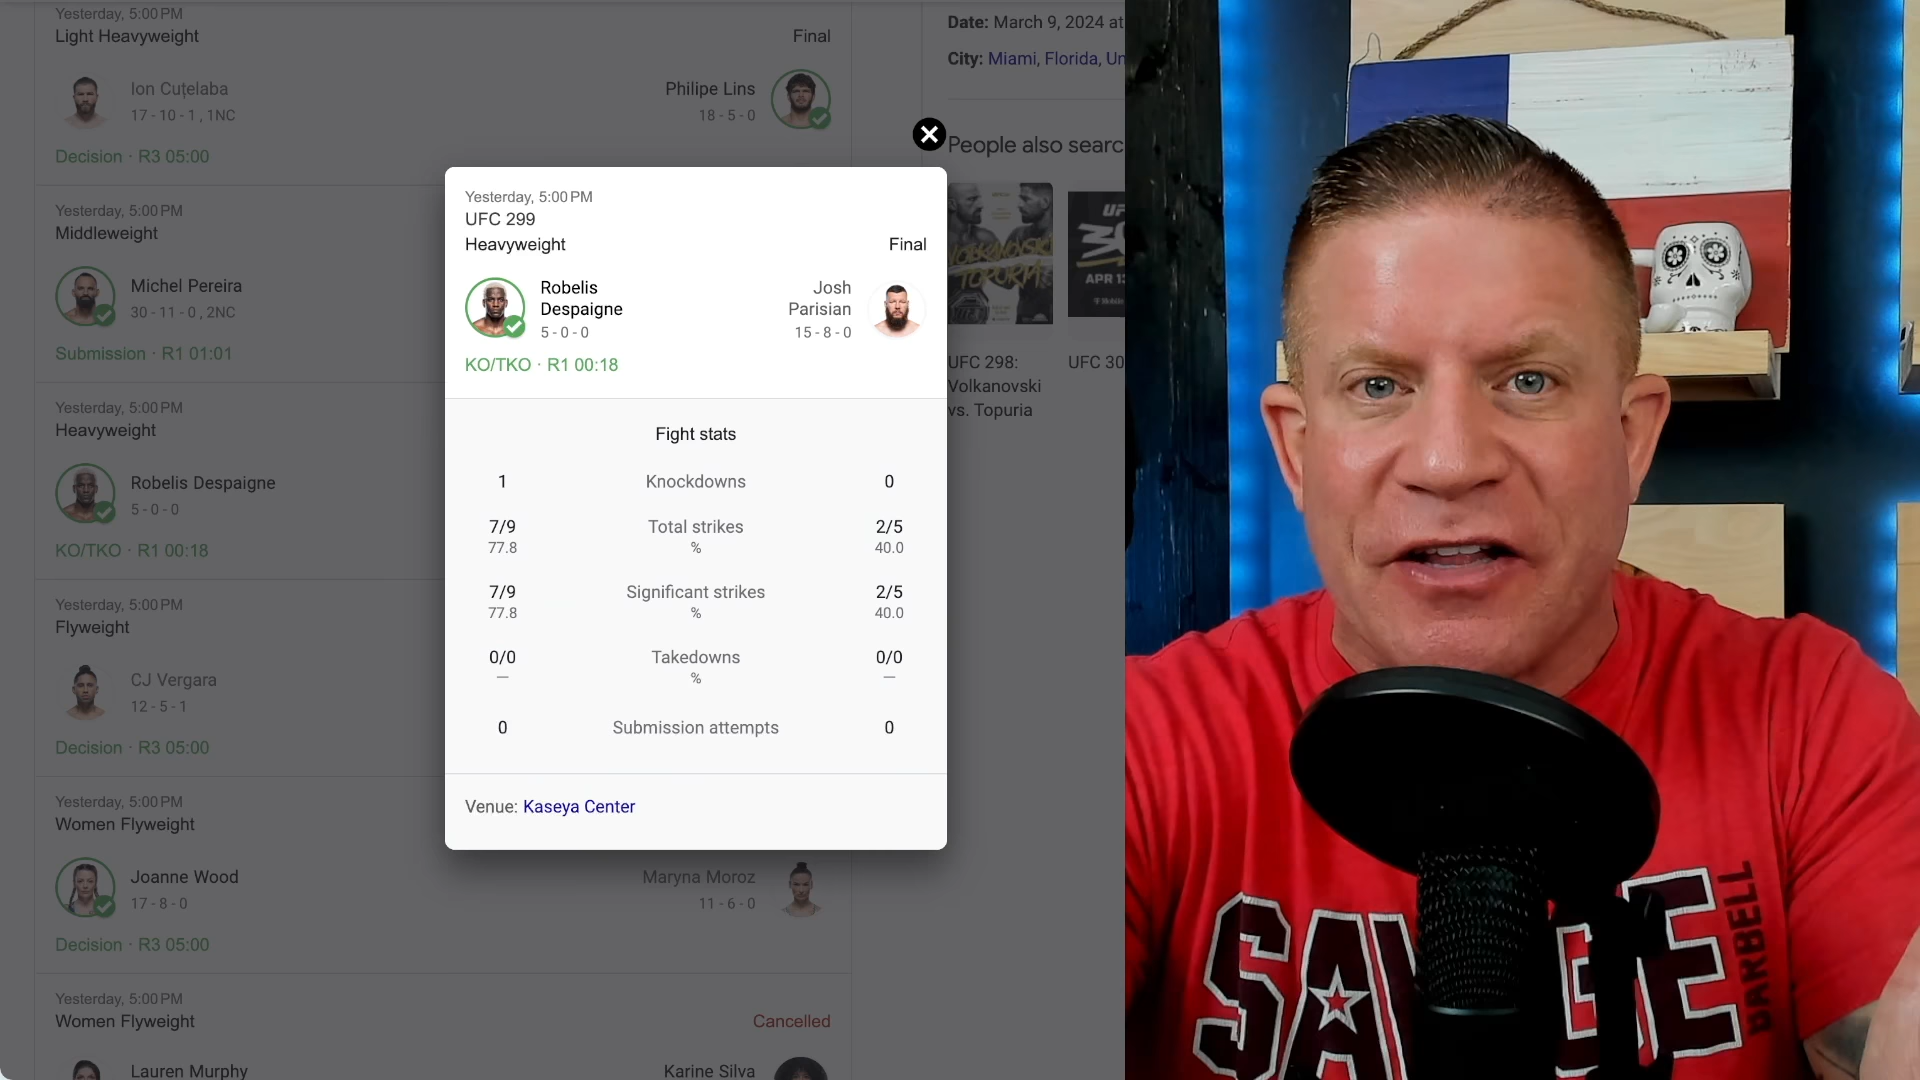 Yesterday, 5:00 PM
Light Heavyweight
Final
Ion Cuțelaba
17 - 10 - 1 , 1NC
Philipe Lins
18 - 5 - 0
Decision · R3 05:00
Yesterday, 5:00 PM
Middleweight
Michel Pereira
30 - 11 - 0 , 2NC
Submission · R1 01:01
Yesterday, 5:00 PM
Heavyweight
Robelis Despaigne
5 - 0 - 0
KO/TKO · R1 00:18
Yesterday, 5:00 PM
Flyweight
CJ Vergara
12 - 5 - 1
Decision · R3 05:00
Yesterday, 5:00 PM
Women Flyweight
Joanne Wood
17 - 8 - 0
Maryna Moroz
11 - 6 - 0
Decision · R3 05:00
Yesterday, 5:00 PM
Women Flyweight
Cancelled
Lauren Murphy
Karine Silva
Yesterday, 5:00 PM
UFC 299
Heavyweight
Final
Robelis
Despaigne
5 - 0 - 0
Josh
Parisian
15 - 8 - 0
KO/TKO · R1 00:18
Fight stats
1 Knockdowns 0
7/9 Total strikes 2/5
77.8 % 40.0
7/9 Significant strikes 2/5
77.8 % 40.0
0/0 Takedowns 0/0
— % —
0 Submission attempts 0
Venue: Kaseya Center
Date: March 9, 2024 at
City: Miami, Florida, Un
People also searc
VOLKANOVSKI
TOPURIA
UF
30
APR 13
UFC 298:
Volkanovski
vs. Topuria
UFC 30
BARBELL